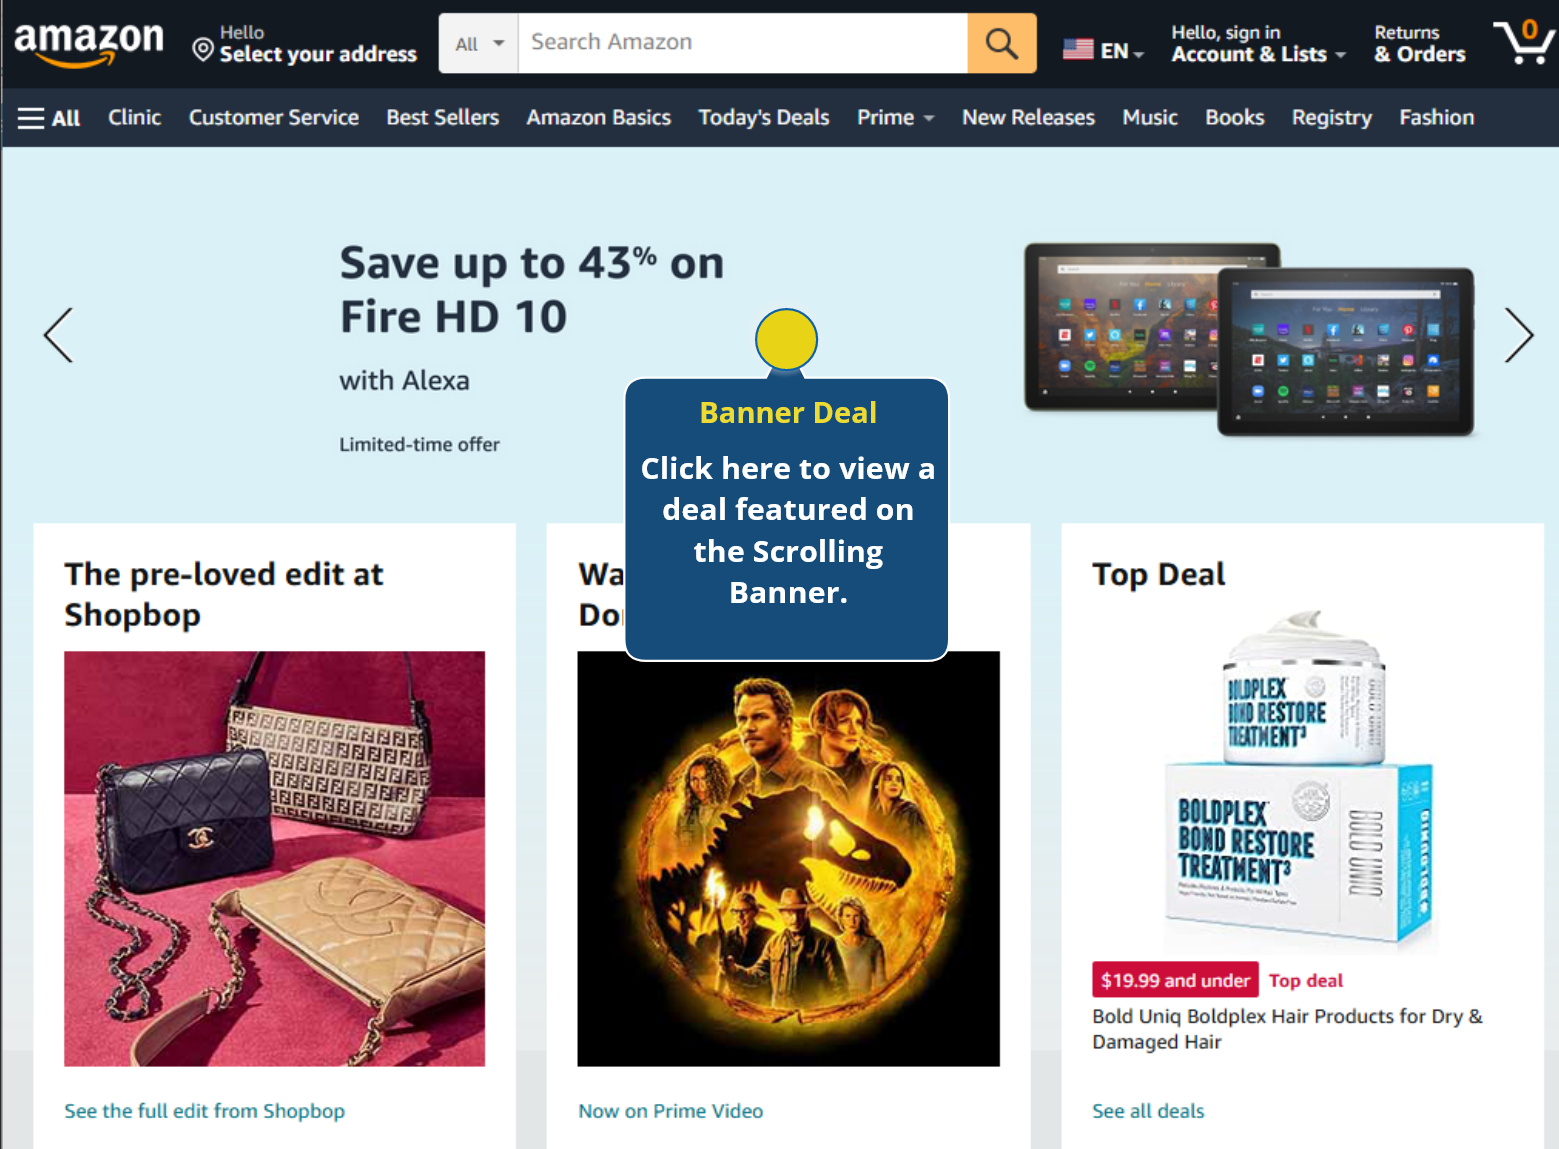 amazon
Hello
Select your address
All
Search Amazon
EN
Hello, sign in
Account & Lists
Returns
& Orders
0
All
Clinic
Customer Service
Best Sellers
Amazon Basics
Today's Deals
Prime
New Releases
Music
Books
Registry
Fashion
Save up to 43% on
Fire HD 10
with Alexa
Limited-time offer
Banner Deal
Click here to view a
deal featured on
the Scrolling
Banner.
The pre-loved edit at
Shopbop
See the full edit from Shopbop
Now on Prime Video
Top Deal
BOLDPLEX
BOND RESTORE
TREATMENT³
BOLDPLEX
BOND RESTORE
TREATMENT³
BOLD UNIQ
$19.99 and under
Top deal
Bold Uniq Boldplex Hair Products for Dry &
Damaged Hair
See all deals